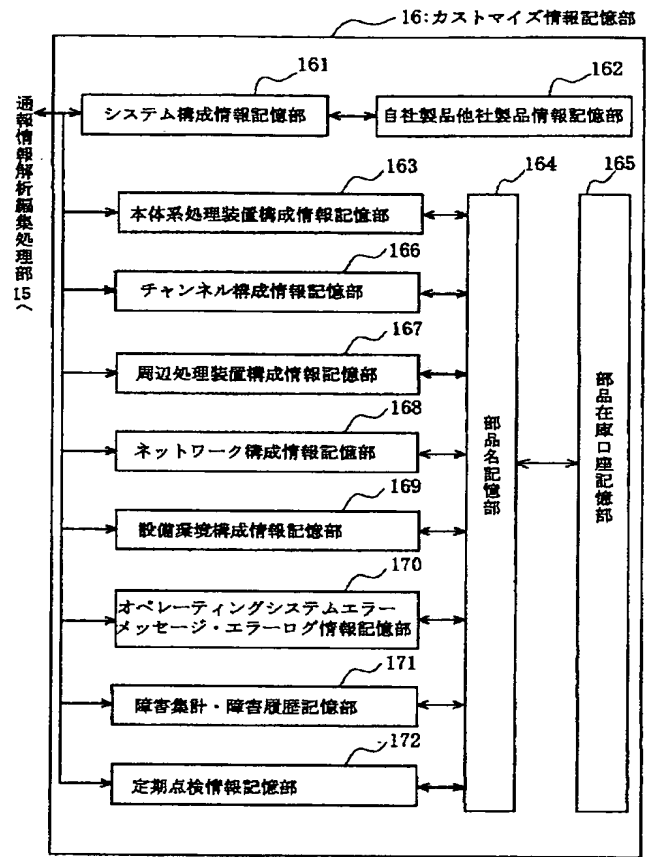 16:カストマイズ情報記憶部
161
162
通報情報解析編集処理部15へ
システム構成情報記憶部
自社製品他社製品情報記憶部
163
164
165
本体系処理装置構成情報記憶部
166
チャンネル構成情報記憶部
167
周辺処理装置構成情報記憶部
168
ネットワーク構成情報記憶部
169
設備環境構成情報記憶部
170
オペレーティングシステムエラー
メッセージ・エラーログ情報記憶部
171
障害集計・障害履歴記憶部
172
定期点検情報記憶部
部品名記憶部
部品在庫口座記憶部